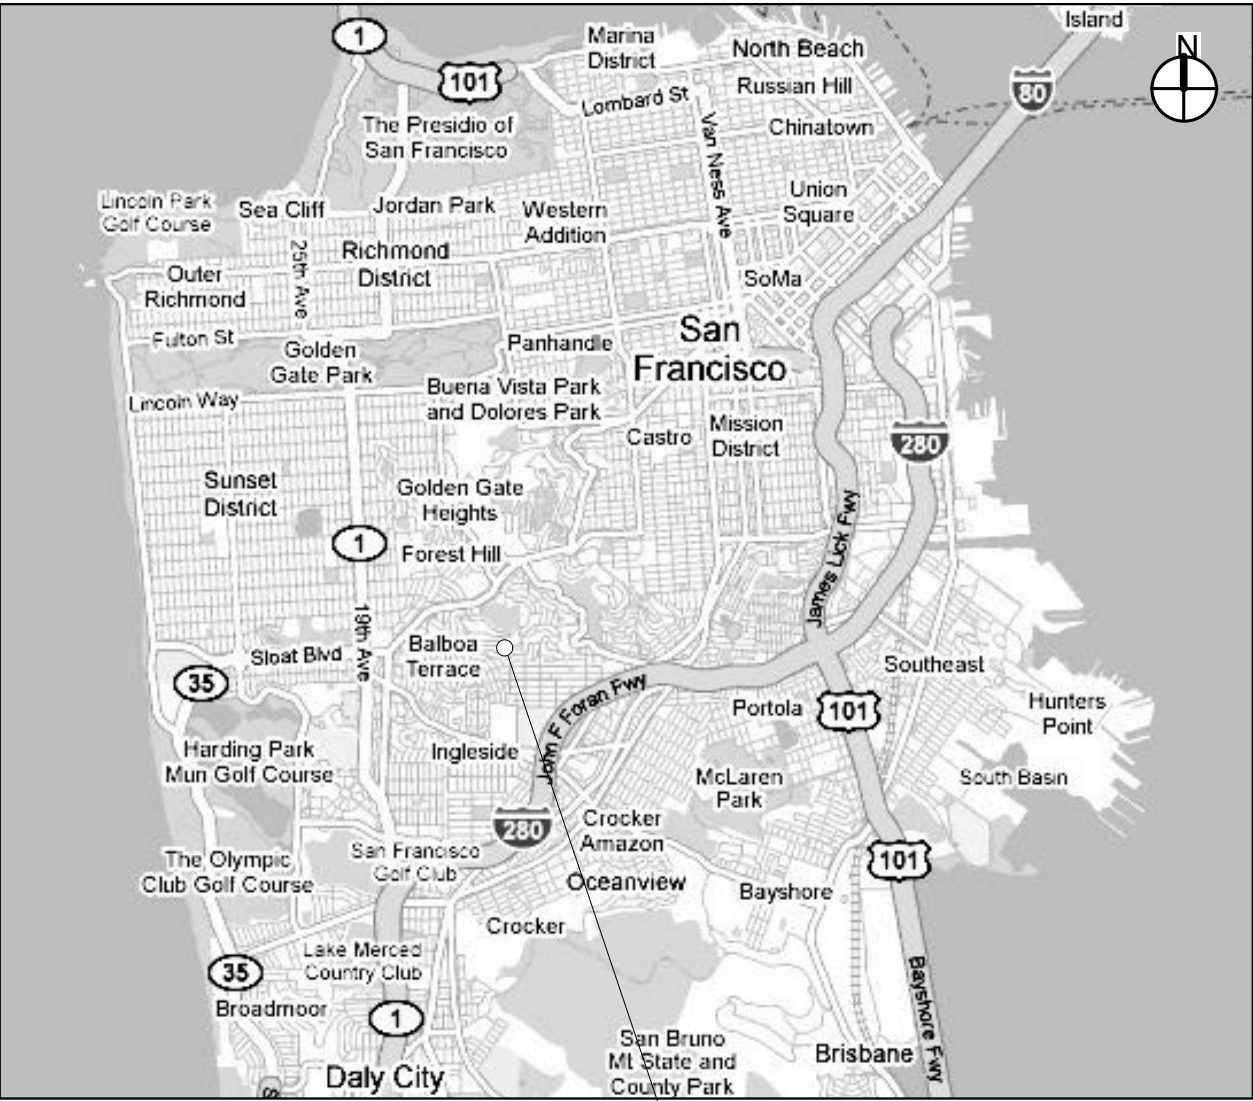 Island
N
1
Marina
District
North Beach
101
Russian Hill
80
Lombard St
The Presidio of
San Francisco
Van Ness Ave
Chinatown
Lincoln Park
Golf Course
Sea Cliff
Jordan Park
Western
Addition
Union
Square
25th Ave
Richmond
District
Outer
Richmond
SoMa
Fulton St
Golden
Gate Park
Panhandle
San
Francisco
Lincoln Way
Buena Vista Park
and Dolores Park
Castro
Mission
District
280
Sunset
District
Golden Gate
Heights
James Lick Fwy
1
Forest Hill
19th Ave
Sloat Blvd
Balboa
Terrace
Southeast
35
John F Foran Fwy
Portola
101
Hunters
Point
Harding Park
Mun Golf Course
Ingleside
McLaren
Park
South Basin
280
Crocker
Amazon
The Olympic
Club Golf Course
San Francisco
Golf Club
101
Oceanview
Bayshore
Crocker
Lake Merced
Country Club
35
Broadmoor
1
Bayshore Fwy
San Bruno
Mt State and
County Park
Brisbane
Daly City